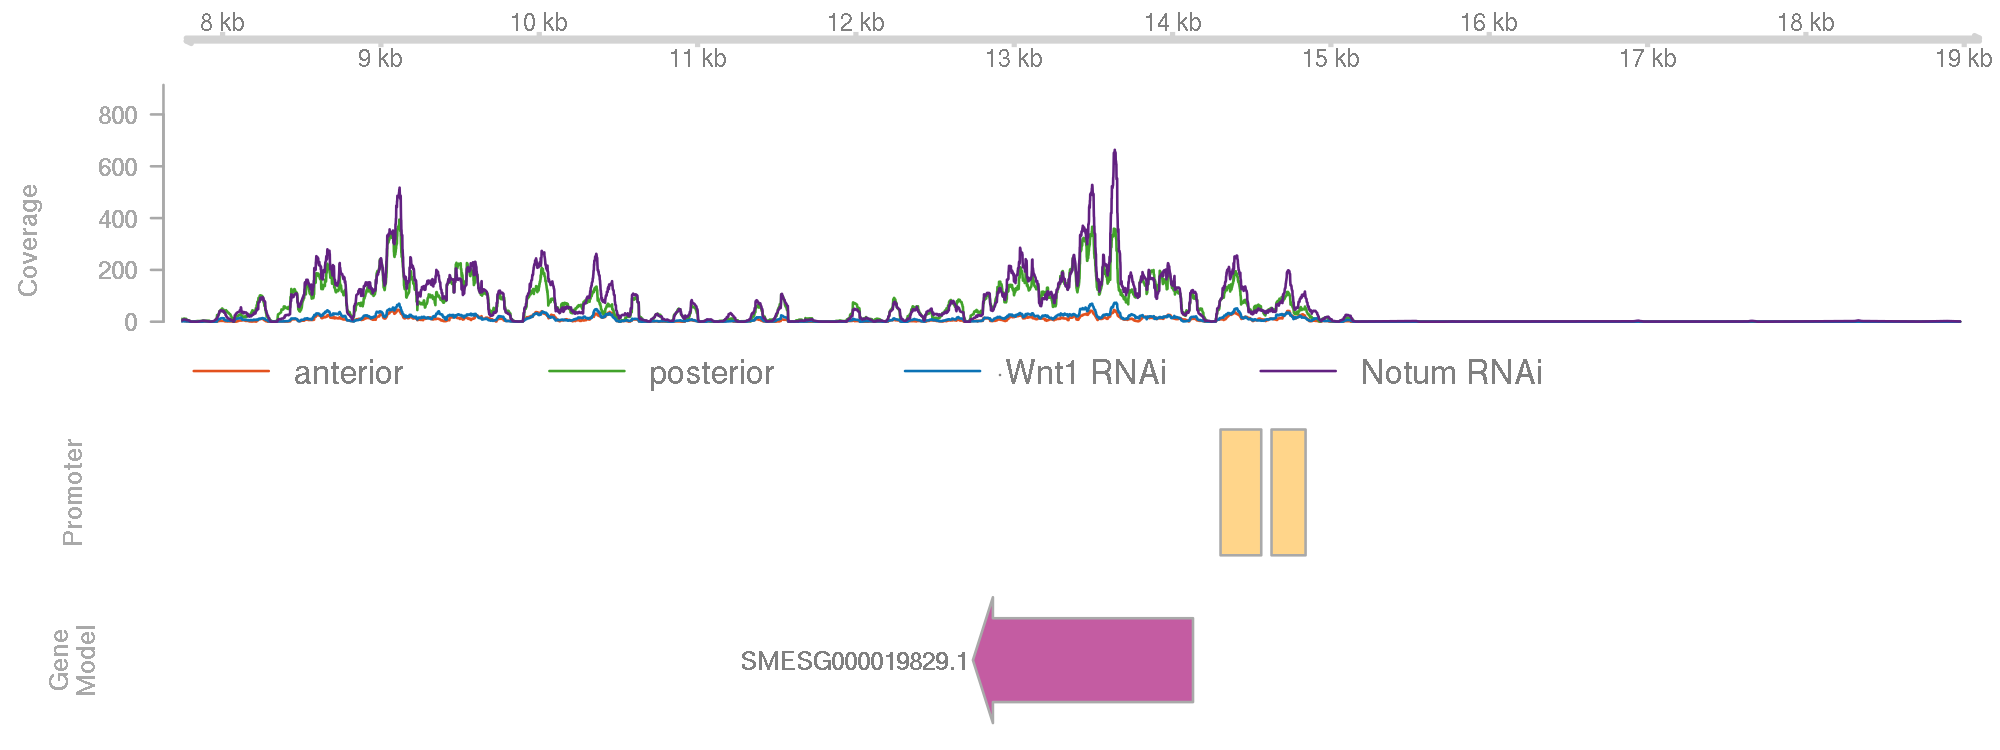 8 kb 10 kb 12 kb 14 kb 16 kb 18 kb
9 kb 11 kb 13 kb 15 kb 17 kb 19 kb
Coverage
800
600
400
200
0
anterior posterior Wnt1 RNAi Notum RNAi
Promoter
Gene
Model
SMESG000019829.1